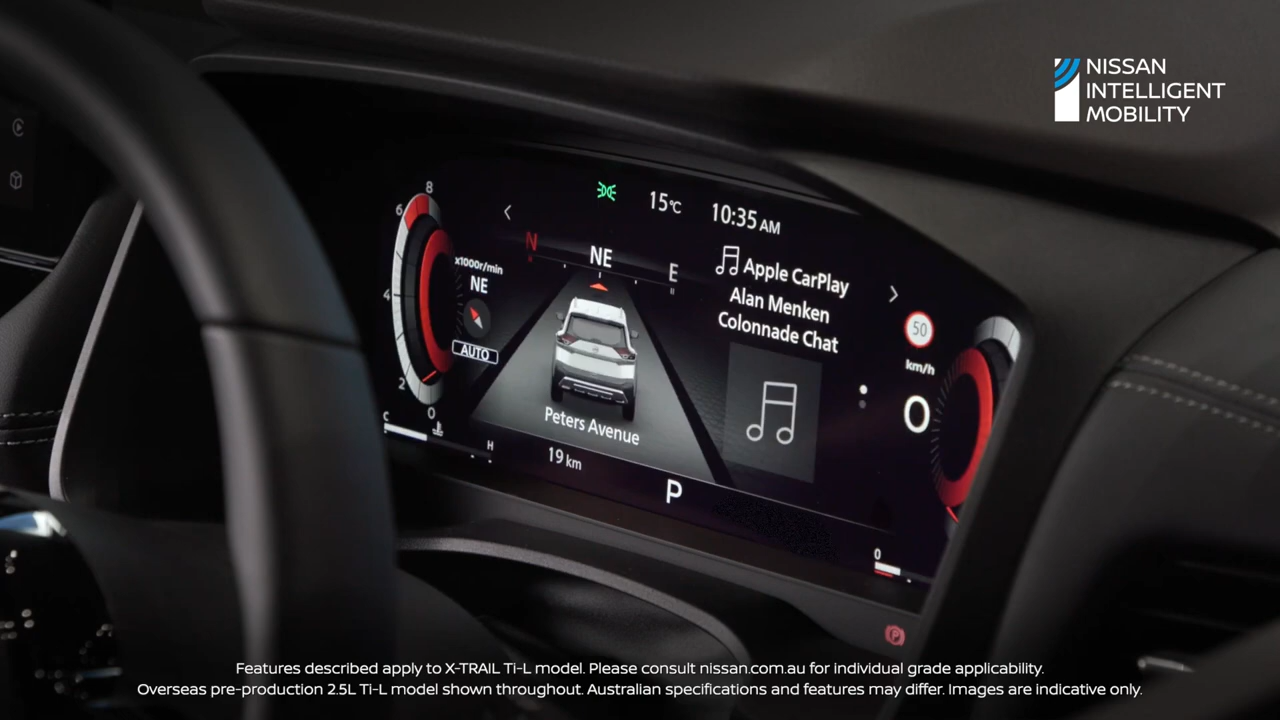 NISSAN
INTELLIGENT
MOBILITY
15°C
10:35 AM
8
6
4
2
0
x1000r/min
NE
AUTO
N
NE
E
Apple CarPlay
Alan Menken
Colonnade Chat
50
km/h
0
Peters Avenue
19 km
C
H
P
0
P
Features described apply to X-TRAIL Ti-L model. Please consult nissan.com.au for individual grade applicability.
Overseas pre-production 2.5L Ti-L model shown throughout. Australian specifications and features may differ. Images are indicative only.